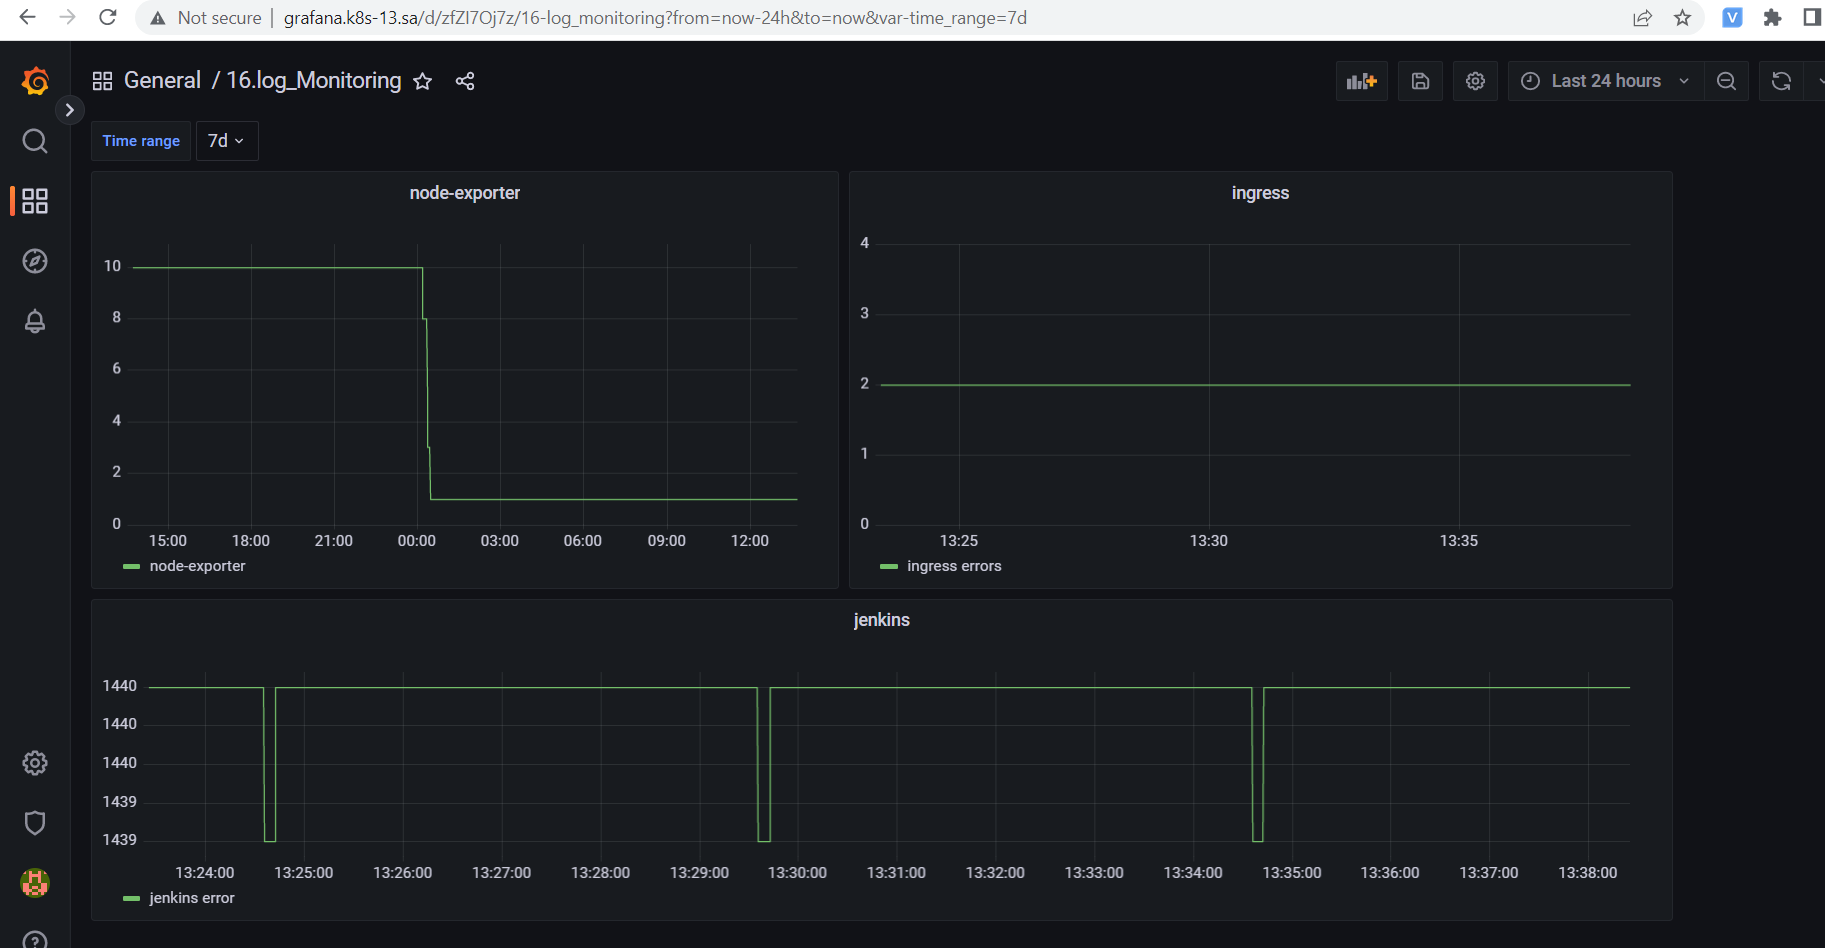 Not secure | grafana.k8s-13.sa/d/zfZI7Oj7z/16-log_monitoring?from=now-24h&to=now&var-time_range=7d
V
General / 16.log_Monitoring
Last 24 hours
Time range 7d
node-exporter
10
8
6
4
2
0
15:00 18:00 21:00 00:00 03:00 06:00 09:00 12:00
node-exporter
ingress
4
3
2
1
0
13:25 13:30 13:35
ingress errors
jenkins
1440
1440
1440
1439
1439
13:24:00 13:25:00 13:26:00 13:27:00 13:28:00 13:29:00 13:30:00 13:31:00 13:32:00 13:33:00 13:34:00 13:35:00 13:36:00 13:37:00 13:38:00
jenkins error